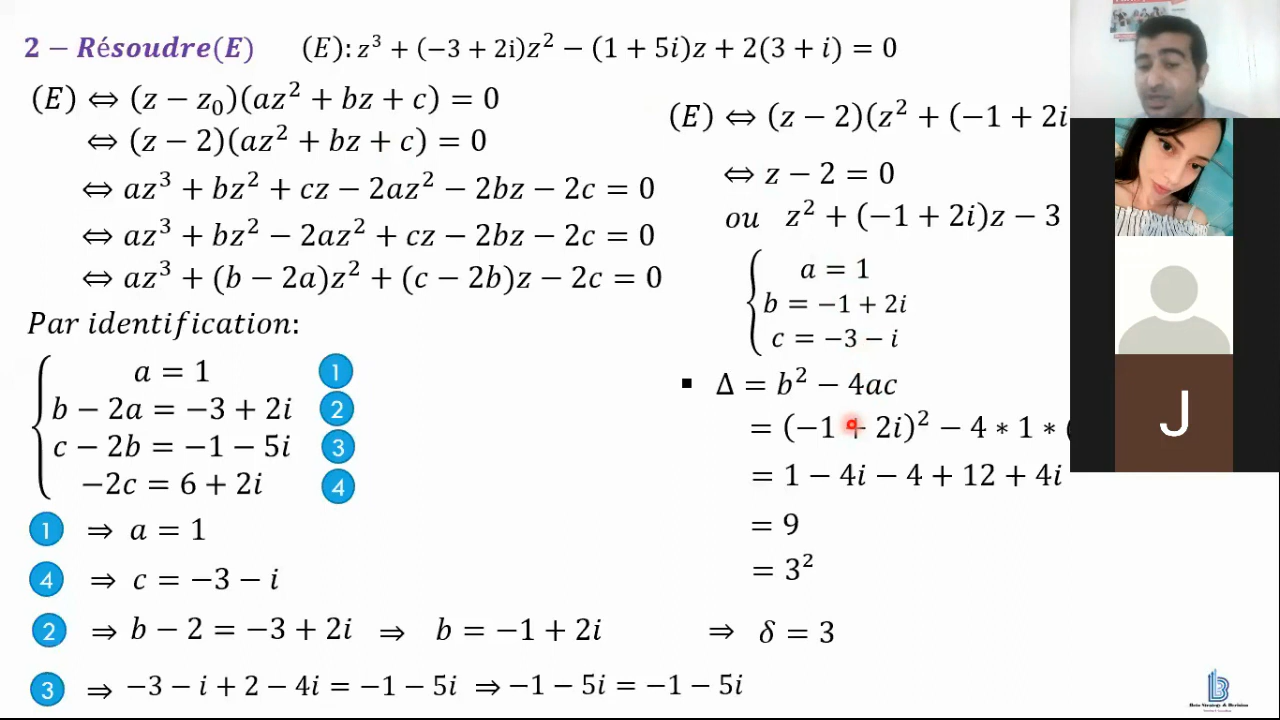 2 − Résoudre(E) (E): z³ + (−3 + 2i)z² − (1 + 5i)z + 2(3 + i) = 0
(E) ⇔ (z − z₀)(az² + bz + c) = 0
⇔ (z − 2)(az² + bz + c) = 0
⇔ az³ + bz² + cz − 2az² − 2bz − 2c = 0
⇔ az³ + bz² − 2az² + cz − 2bz − 2c = 0
⇔ az³ + (b − 2a)z² + (c − 2b)z − 2c = 0
Par identification:
a = 1 1
b − 2a = −3 + 2i 2
c − 2b = −1 − 5i 3
−2c = 6 + 2i 4
1 ⇒ a = 1
4 ⇒ c = −3 − i
2 ⇒ b − 2 = −3 + 2i ⇒ b = −1 + 2i
3 ⇒ −3 − i + 2 − 4i = −1 − 5i ⇒ −1 − 5i = −1 − 5i
(E) ⇔ (z − 2)(z² + (−1 + 2i
⇔ z − 2 = 0
ou z² + (−1 + 2i)z − 3
a = 1
b = −1 + 2i
c = −3 − i
▪ Δ = b² − 4ac
= (−1 + 2i)² − 4 * 1 * (
= 1 − 4i − 4 + 12 + 4i
= 9
= 3²
⇒ δ = 3
J